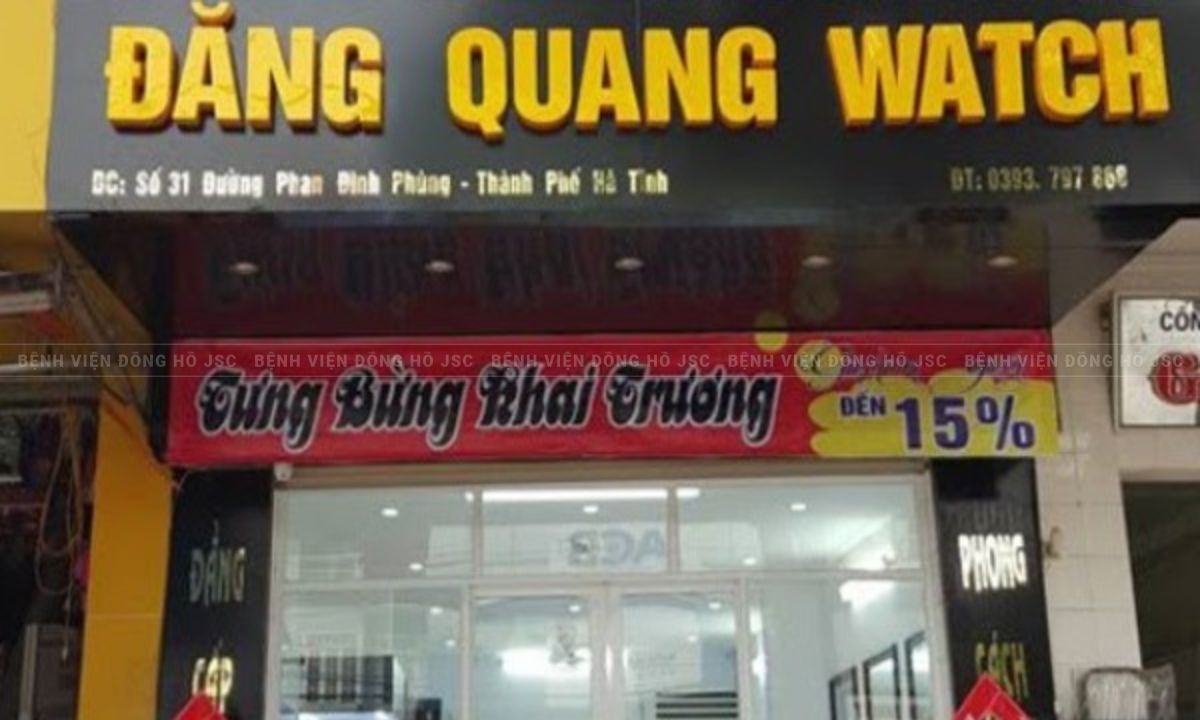 ĐĂNG QUANG WATCH
ĐC: Số 31 Đường Phan Đình Phùng - Thành Phố Hà Tĩnh
ĐT: 0393. 797 868
BỆNH VIỆN ĐỒNG HỒ JSC BỆNH VIỆN ĐỒNG HỒ JSC BỆNH VIỆN ĐỒNG HỒ JSC BỆNH VIỆN ĐỒNG HỒ JSC BỆNH VIỆN ĐỒNG HỒ JSC
Tưng Bừng Khai Trương
ĐẾN 15%
ĐẲNG
CẤP
PHONG
CÁCH
ACB